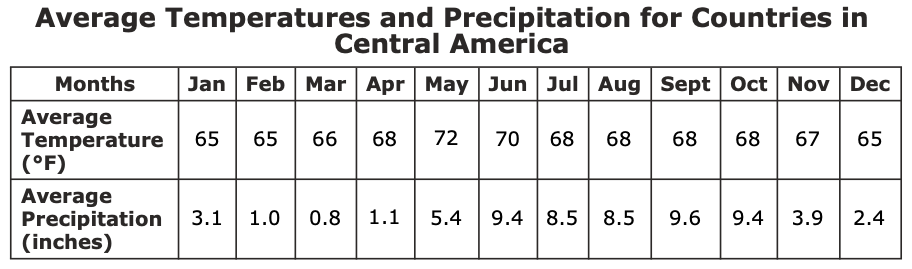 Average Temperatures and Precipitation for Countries in
Central America
Months Jan Feb Mar Apr May Jun Jul Aug Sept Oct Nov Dec
Average
Temperature
(°F) 65 65 66 68 72 70 68 68 68 68 67 65
Average
Precipitation
(inches) 3.1 1.0 0.8 1.1 5.4 9.4 8.5 8.5 9.6 9.4 3.9 2.4